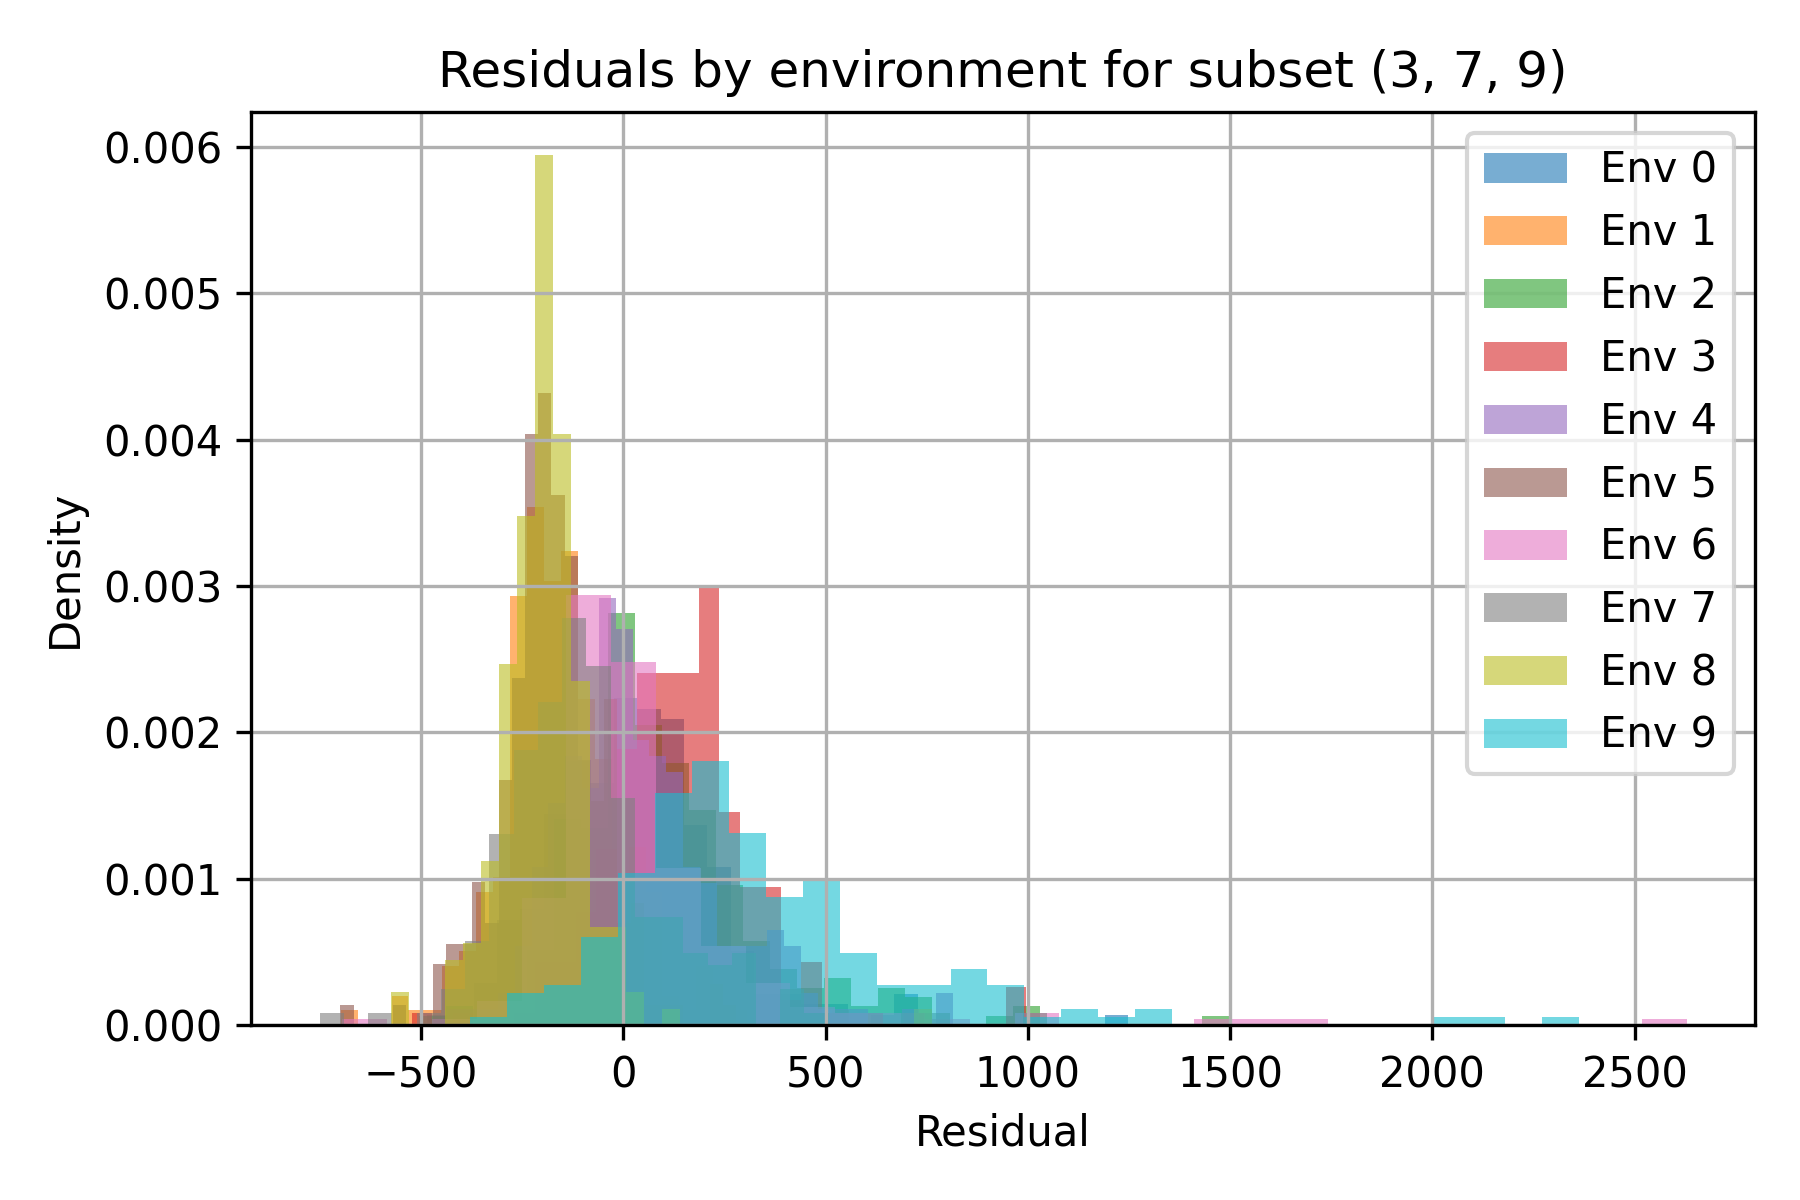 Residuals by environment for subset (3, 7, 9)
0.006
0.005
0.004
0.003
0.002
0.001
0.000
Density
−500
0
500
1000
1500
2000
2500
Residual
Env 0
Env 1
Env 2
Env 3
Env 4
Env 5
Env 6
Env 7
Env 8
Env 9